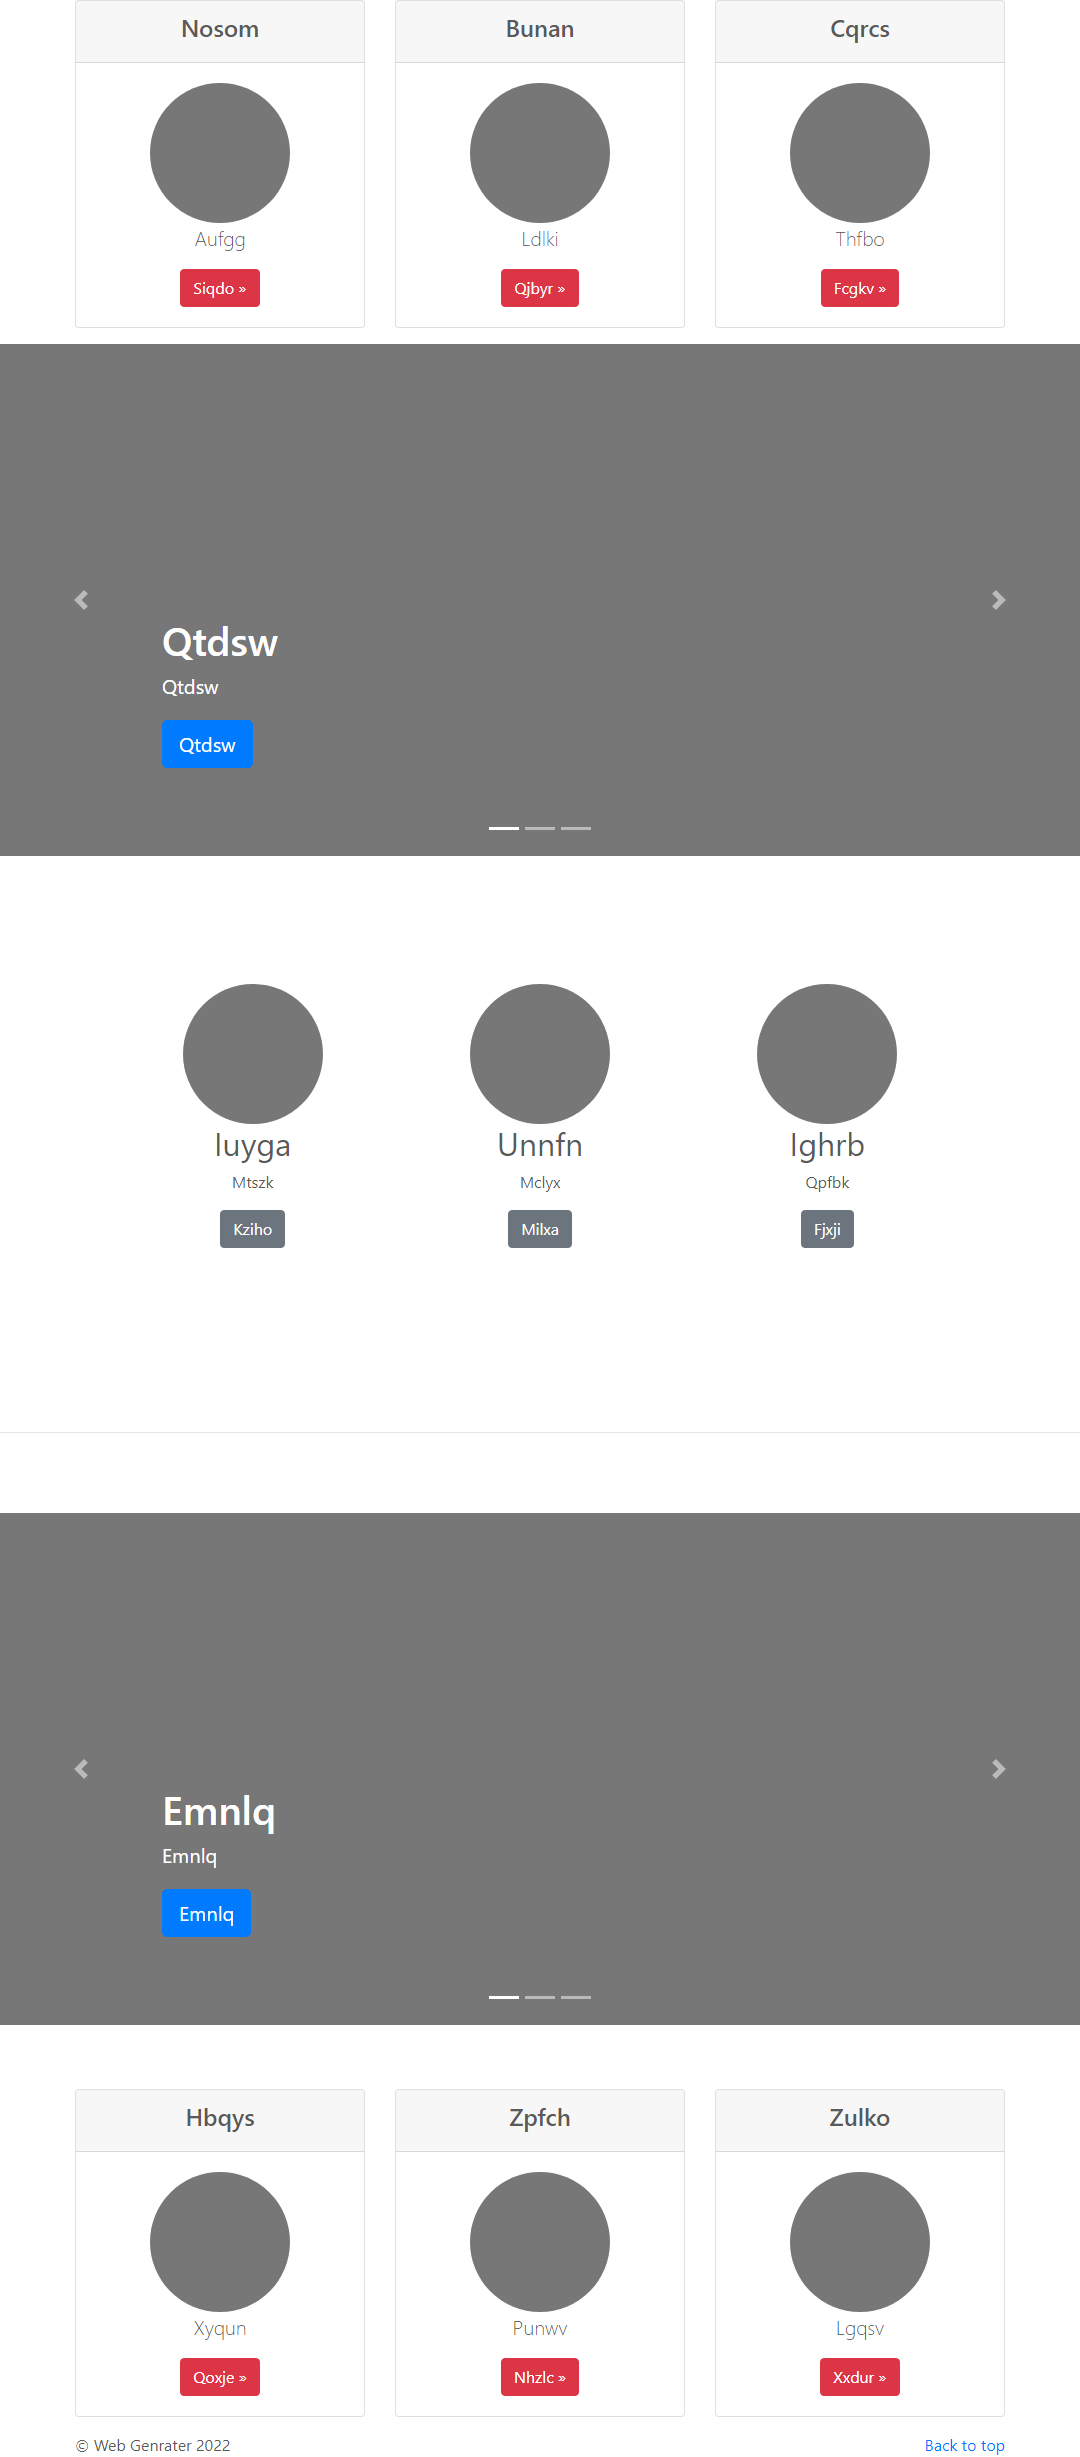 Nosom
Bunan
Cqrcs
Aufgg
Ldlki
Thfbo
Siqdo »
Qjbyr »
Fcgkv »
Qtdsw
Qtdsw
Qtdsw
Iuyga
Unnfn
Ighrb
Mtszk
Mclyx
Qpfbk
Kziho
Milxa
Fjxji
Emnlq
Emnlq
Emnlq
Hbqys
Zpfch
Zulko
Xyqun
Punwv
Lgqsv
Qoxje »
Nhzlc »
Xxdur »
© Web Genrater 2022
Back to top